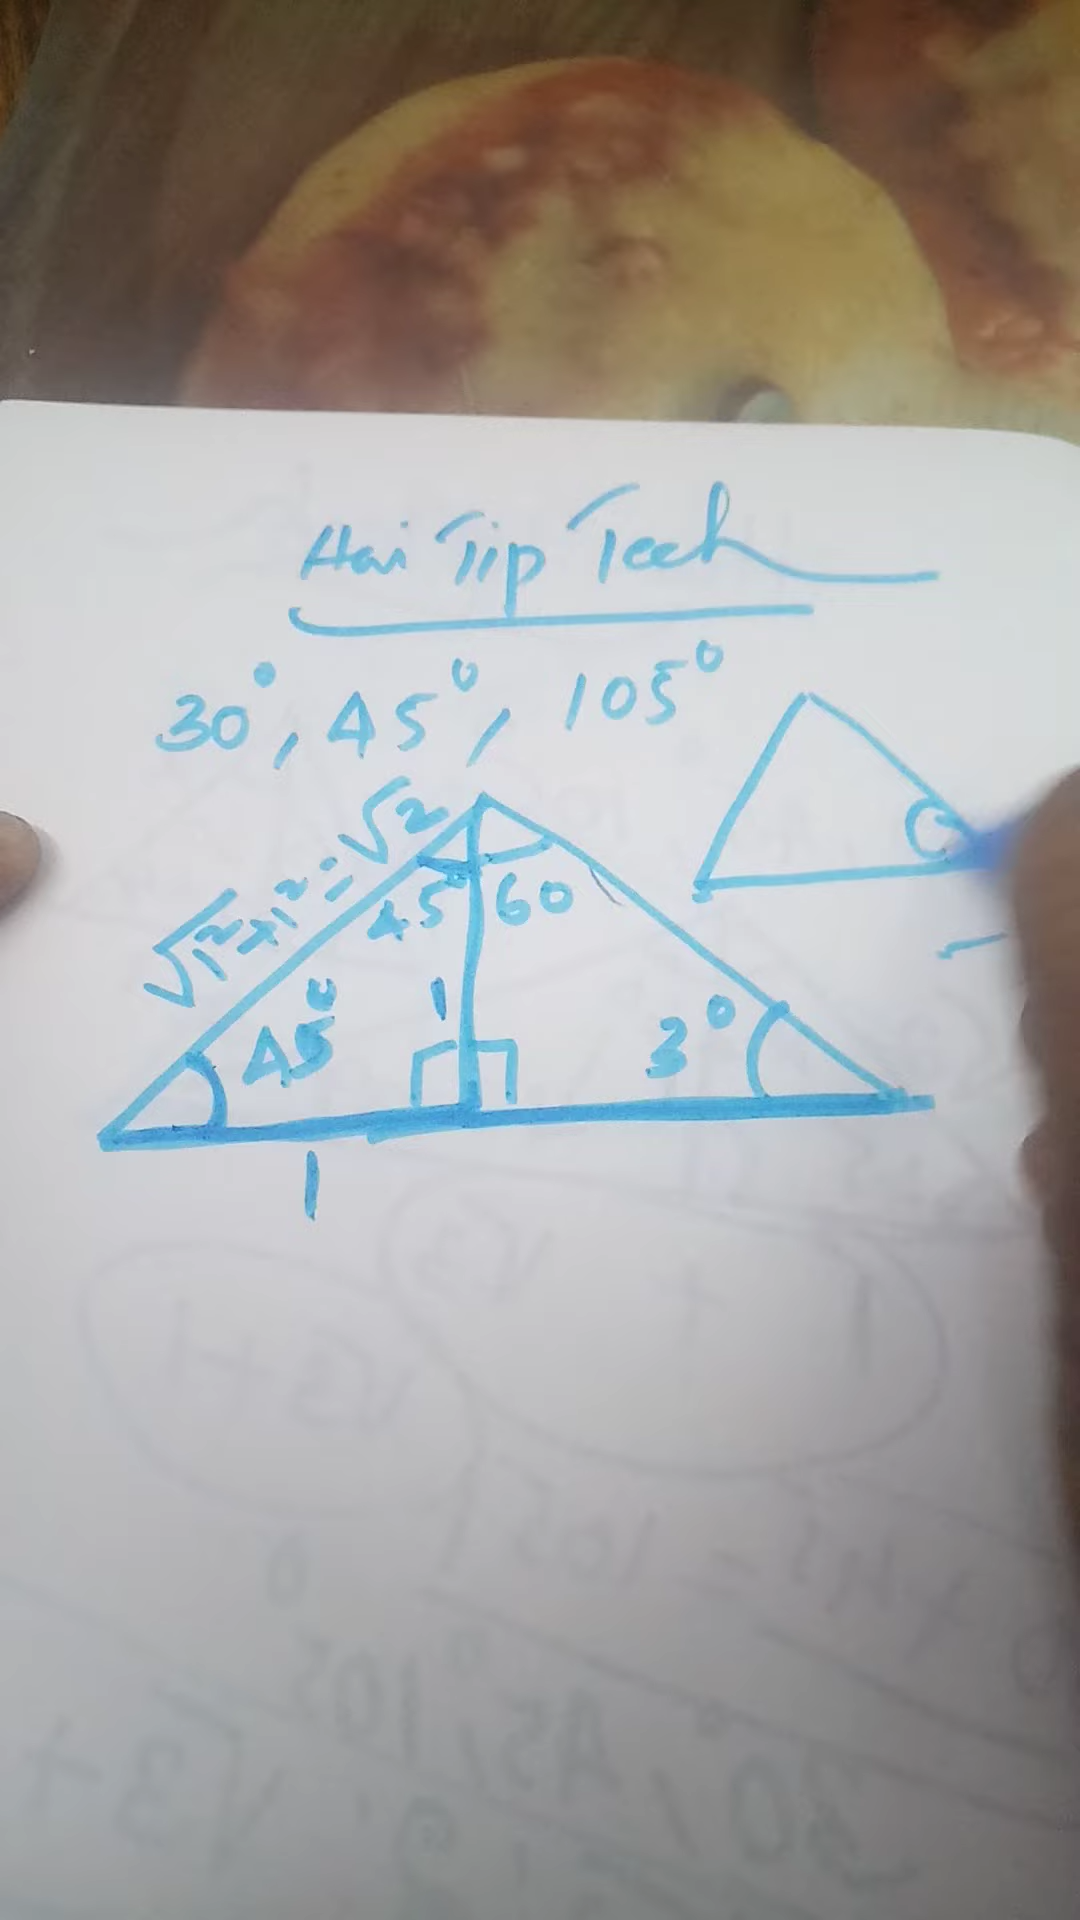 Hai Tip Tech
30°, 45°, 105°
√1²+1² = √2
45° 60
45° 1 3°
1